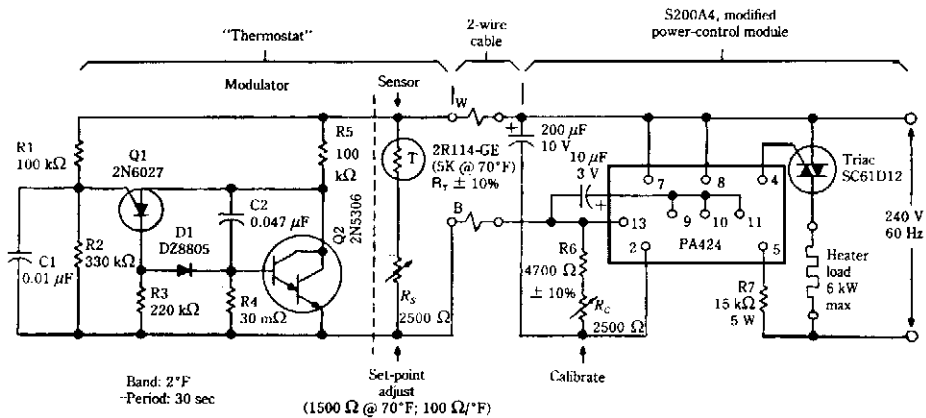 S200A4, modified
power-control module
2-wire
cable
"Thermostat"
Modulator
Sensor
W
R1
100 kΩ
Q1
2N6027
R5
100
kΩ
T
2R114-GE
(5K @ 70°F)
R_T ± 10%
+
200 μF
10 V
10 μF
3 V
+
7
8
4
Triac
SC61D12
C2
0.047 μF
Q2
2N5306
B
13
9
10
11
240 V
60 Hz
D1
DZ8805
2
PA424
5
C1
0.01 μF
R2
330 kΩ
R3
220 kΩ
R4
30 mΩ
R_S
2500 Ω
R6
4700 Ω
± 10%
R_C
2500 Ω
R7
15 kΩ
5 W
Heater
load
6 kW
max
Band: 2°F
Period: 30 sec
Set-point
adjust
(1500 Ω @ 70°F; 100 Ω/°F)
Calibrate